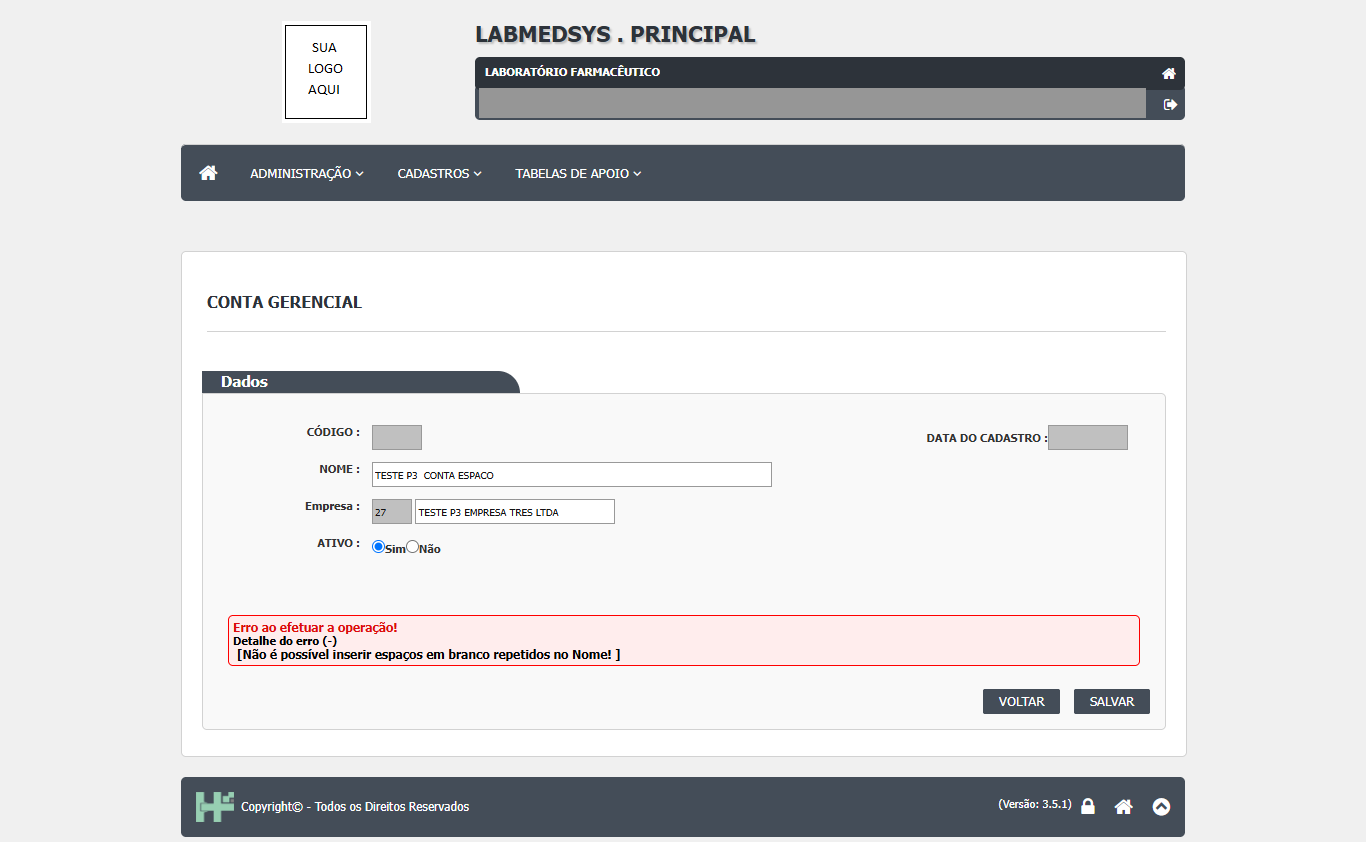 SUA
LOGO
AQUI
LABMEDSYS . PRINCIPAL
LABORATÓRIO FARMACÊUTICO
ADMINISTRAÇÃO CADASTROS TABELAS DE APOIO
CONTA GERENCIAL
Dados
CÓDIGO : DATA DO CADASTRO :
NOME : TESTE P3  CONTA ESPACO
Empresa : 27 TESTE P3 EMPRESA TRES LTDA
ATIVO : Sim Não
Erro ao efetuar a operação!
Detalhe do erro (-)
[Não é possível inserir espaços em branco repetidos no Nome! ]
VOLTAR SALVAR
Copyright© - Todos os Direitos Reservados (Versão: 3.5.1)